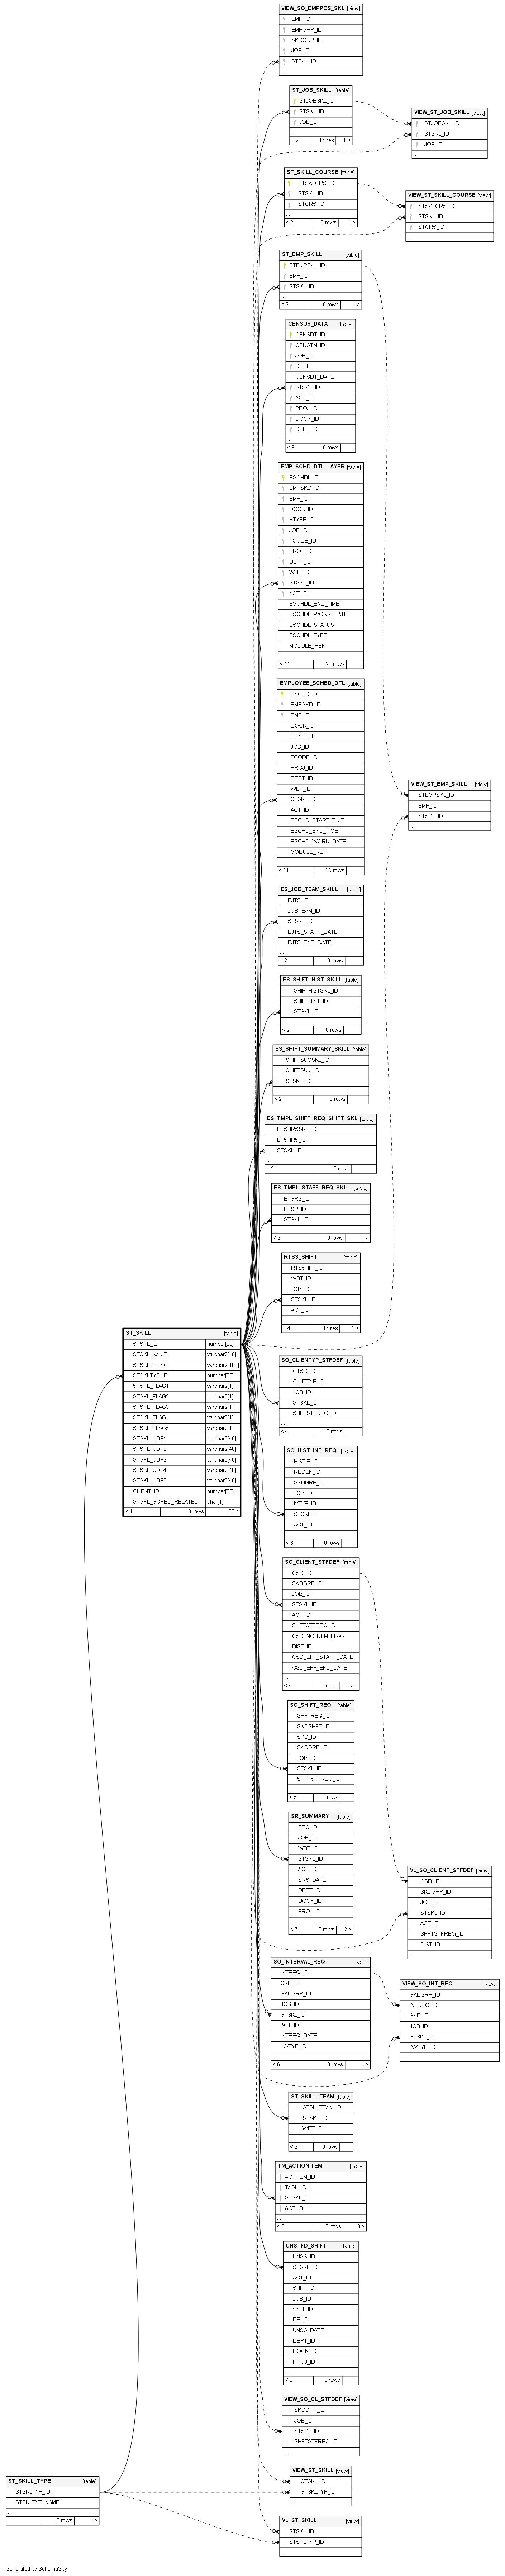 VIEW_SO_EMPPOS_SKL [view]
EMP_ID
EMPGRP_ID
SKDGRP_ID
JOB_ID
STSKL_ID
...
ST_JOB_SKILL [table]
STJOBSKL_ID
STSKL_ID
JOB_ID
...
< 2 0 rows 1 >
VIEW_ST_JOB_SKILL [view]
STJOBSKL_ID
STSKL_ID
JOB_ID
...
ST_SKILL_COURSE [table]
STSKLCRS_ID
STSKL_ID
STCRS_ID
...
< 2 0 rows 1 >
VIEW_ST_SKILL_COURSE [view]
STSKLCRS_ID
STSKL_ID
STCRS_ID
...
ST_EMP_SKILL [table]
STEMPSKL_ID
EMP_ID
STSKL_ID
...
< 2 0 rows 1 >
CENSUS_DATA [table]
CENSDT_ID
CENSTM_ID
JOB_ID
DP_ID
CENSDT_DATE
STSKL_ID
ACT_ID
PROJ_ID
DOCK_ID
DEPT_ID
...
< 8 0 rows
EMP_SCHD_DTL_LAYER [table]
ESCHDL_ID
EMPSKD_ID
EMP_ID
DOCK_ID
HTYPE_ID
JOB_ID
TCODE_ID
PROJ_ID
DEPT_ID
WBT_ID
STSKL_ID
ACT_ID
ESCHDL_END_TIME
ESCHDL_WORK_DATE
ESCHDL_STATUS
ESCHDL_TYPE
MODULE_REF
...
< 11 20 rows
EMPLOYEE_SCHED_DTL [table]
ESCHD_ID
EMPSKD_ID
EMP_ID
DOCK_ID
HTYPE_ID
JOB_ID
TCODE_ID
PROJ_ID
DEPT_ID
WBT_ID
STSKL_ID
ACT_ID
ESCHD_START_TIME
ESCHD_END_TIME
ESCHD_WORK_DATE
MODULE_REF
...
< 11 25 rows
VIEW_ST_EMP_SKILL [view]
STEMPSKL_ID
EMP_ID
STSKL_ID
...
ES_JOB_TEAM_SKILL [table]
EJTS_ID
JOBTEAM_ID
STSKL_ID
EJTS_START_DATE
EJTS_END_DATE
...
< 2 0 rows
ES_SHIFT_HIST_SKILL [table]
SHIFTHISTSKL_ID
SHIFTHIST_ID
STSKL_ID
...
< 2 0 rows
ES_SHIFT_SUMMARY_SKILL [table]
SHIFTSUMSKL_ID
SHIFTSUM_ID
STSKL_ID
...
< 2 0 rows
ES_TMPL_SHIFT_REQ_SHIFT_SKL [table]
ETSHRSSKL_ID
ETSHRS_ID
STSKL_ID
...
< 2 0 rows
ES_TMPL_STAFF_REQ_SKILL [table]
ETSRS_ID
ETSR_ID
STSKL_ID
...
< 2 0 rows 1 >
RTSS_SHIFT [table]
RTSSHFT_ID
WBT_ID
JOB_ID
STSKL_ID
ACT_ID
...
< 4 0 rows 1 >
ST_SKILL [table]
STSKL_ID number[38]
STSKL_NAME varchar2[40]
STSKL_DESC varchar2[100]
STSKLTYP_ID number[38]
STSKL_FLAG1 varchar2[1]
STSKL_FLAG2 varchar2[1]
STSKL_FLAG3 varchar2[1]
STSKL_FLAG4 varchar2[1]
STSKL_FLAG5 varchar2[1]
STSKL_UDF1 varchar2[40]
STSKL_UDF2 varchar2[40]
STSKL_UDF3 varchar2[40]
STSKL_UDF4 varchar2[40]
STSKL_UDF5 varchar2[40]
CLIENT_ID number[38]
STSKL_SCHED_RELATED char[1]
< 1 0 rows 30 >
SO_CLIENTYP_STFDEF [table]
CTSD_ID
CLNTTYP_ID
JOB_ID
STSKL_ID
SHFTSTFREQ_ID
...
< 4 0 rows
SO_HIST_INT_REQ [table]
HISTIR_ID
REGEN_ID
SKDGRP_ID
JOB_ID
IVTYP_ID
STSKL_ID
ACT_ID
...
< 6 0 rows
SO_CLIENT_STFDEF [table]
CSD_ID
SKDGRP_ID
JOB_ID
STSKL_ID
ACT_ID
SHFTSTFREQ_ID
CSD_NONVLM_FLAG
DIST_ID
CSD_EFF_START_DATE
CSD_EFF_END_DATE
...
< 6 0 rows 7 >
SO_SHIFT_REQ [table]
SHFTREQ_ID
SKDSHFT_ID
SKD_ID
SKDGRP_ID
JOB_ID
STSKL_ID
SHFTSTFREQ_ID
...
< 5 0 rows
SR_SUMMARY [table]
SRS_ID
JOB_ID
WBT_ID
STSKL_ID
ACT_ID
SRS_DATE
DEPT_ID
DOCK_ID
PROJ_ID
...
< 7 0 rows 2 >
VL_SO_CLIENT_STFDEF [view]
CSD_ID
SKDGRP_ID
JOB_ID
STSKL_ID
ACT_ID
SHFTSTFREQ_ID
DIST_ID
...
SO_INTERVAL_REQ [table]
INTREQ_ID
SKD_ID
SKDGRP_ID
JOB_ID
STSKL_ID
ACT_ID
INTREQ_DATE
INVTYP_ID
...
< 6 0 rows 1 >
VIEW_SO_INT_REQ [view]
SKDGRP_ID
INTREQ_ID
SKD_ID
JOB_ID
STSKL_ID
INVTYP_ID
...
ST_SKILL_TEAM [table]
STSKLTEAM_ID
STSKL_ID
WBT_ID
...
< 2 0 rows
TM_ACTIONITEM [table]
ACTITEM_ID
TASK_ID
STSKL_ID
ACT_ID
...
< 3 0 rows 3 >
UNSTFD_SHIFT [table]
UNSS_ID
STSKL_ID
ACT_ID
SHFT_ID
JOB_ID
WBT_ID
DP_ID
UNSS_DATE
DEPT_ID
DOCK_ID
PROJ_ID
...
< 9 0 rows
VIEW_SO_CL_STFDEF [view]
SKDGRP_ID
JOB_ID
STSKL_ID
SHFTSTFREQ_ID
...
VIEW_ST_SKILL [view]
STSKL_ID
STSKLTYP_ID
...
ST_SKILL_TYPE [table]
STSKLTYP_ID
STSKLTYP_NAME
...
3 rows 4 >
VL_ST_SKILL [view]
STSKL_ID
STSKLTYP_ID
...
Generated by SchemaSpy